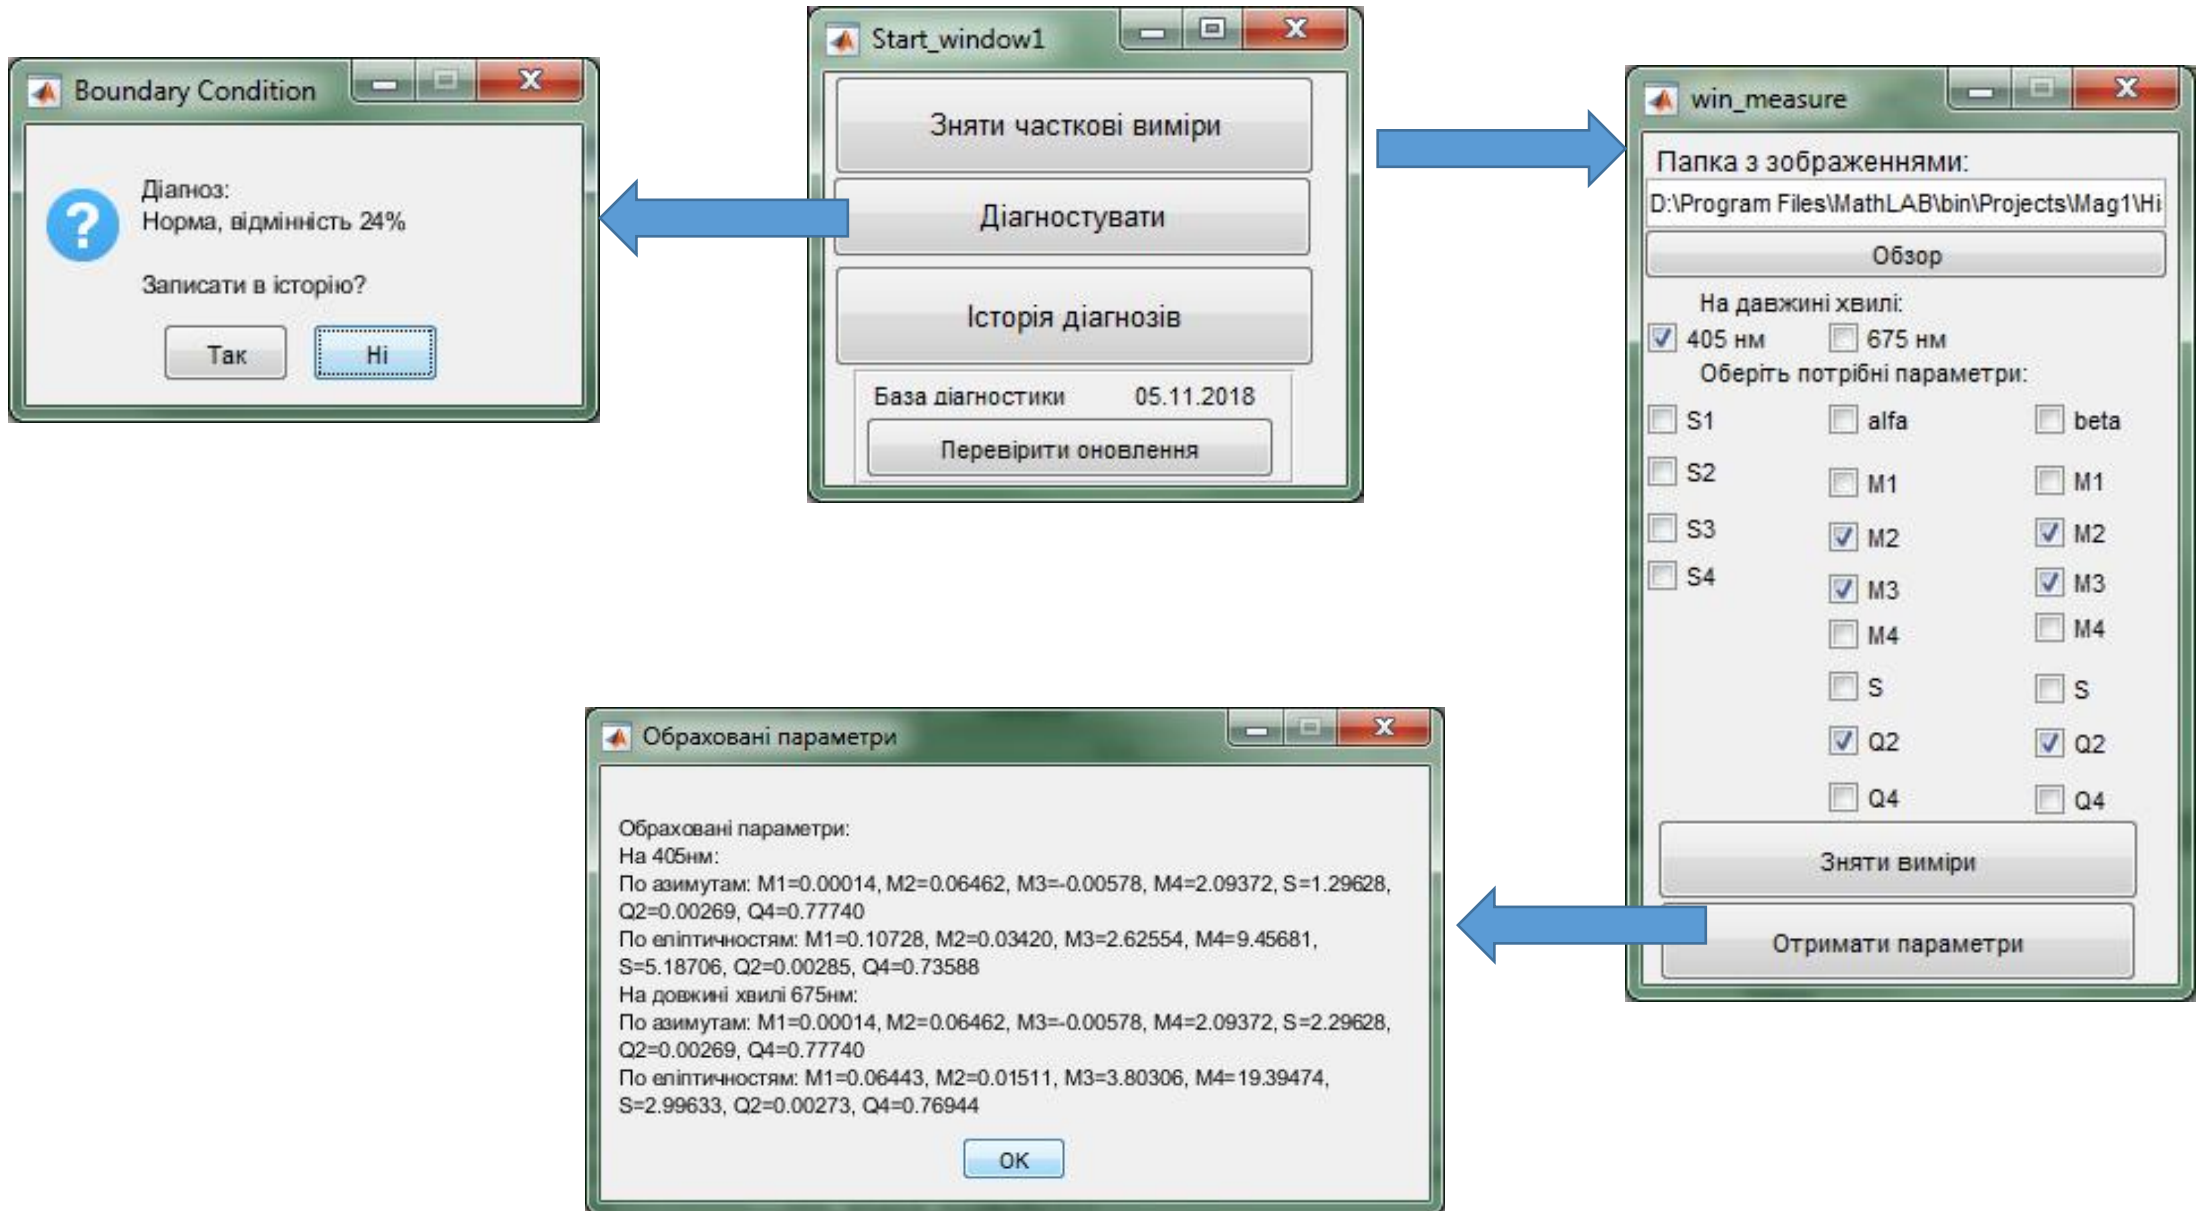 Boundary Condition
Діагноз:
Норма, відмінність 24%
Записати в історію?
Так
Ні
Start_window1
Зняти часткові виміри
Діагностувати
Історія діагнозів
База діагностики 05.11.2018
Перевірити оновлення
win_measure
Папка з зображеннями:
D:\Program Files\MathLAB\bin\Projects\Mag1\Hi
Обзор
На давжині хвилі:
405 нм 675 нм
Оберіть потрібні параметри:
S1 alfa beta
S2 M1 M1
S3 M2 M2
S4 M3 M3
M4 M4
S S
Q2 Q2
Q4 Q4
Зняти виміри
Отримати параметри
Обраховані параметри
Обраховані параметри:
На 405нм:
По азимутам: M1=0.00014, M2=0.06462, M3=-0.00578, M4=2.09372, S=1.29628,
Q2=0.00269, Q4=0.77740
По еліптичностям: M1=0.10728, M2=0.03420, M3=2.62554, M4=9.45681,
S=5.18706, Q2=0.00285, Q4=0.73588
На довжині хвилі 675нм:
По азимутам: M1=0.00014, M2=0.06462, M3=-0.00578, M4=2.09372, S=2.29628,
Q2=0.00269, Q4=0.77740
По еліптичностям: M1=0.06443, M2=0.01511, M3=3.80306, M4=19.39474,
S=2.99633, Q2=0.00273, Q4=0.76944
OK